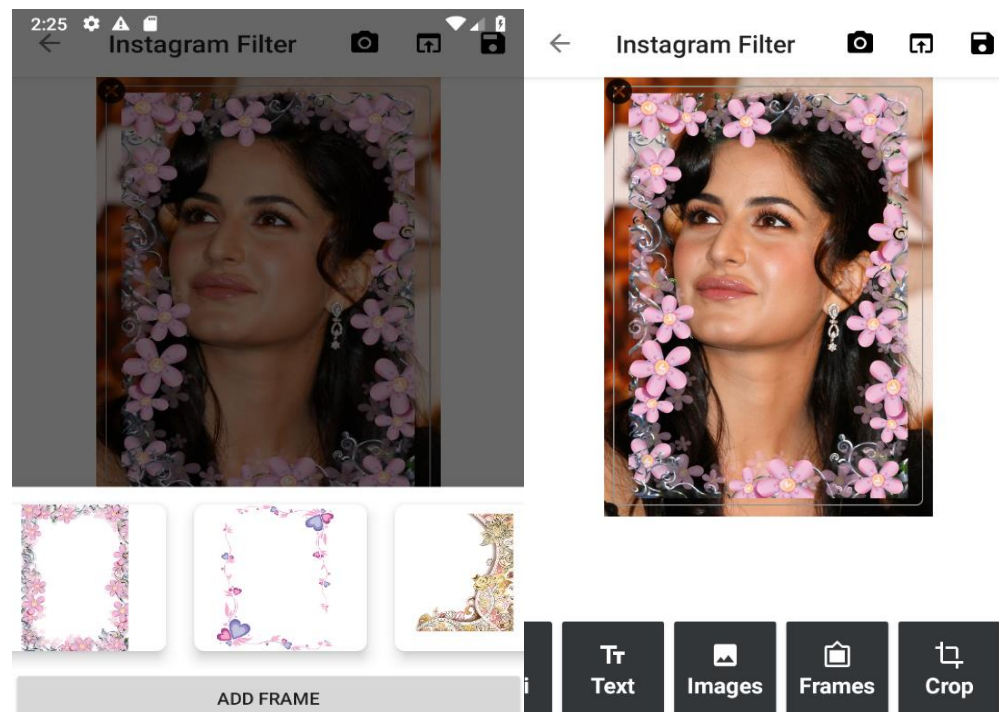 2:25
Instagram Filter
ADD FRAME
Instagram Filter
i
Text
Images
Frames
Crop